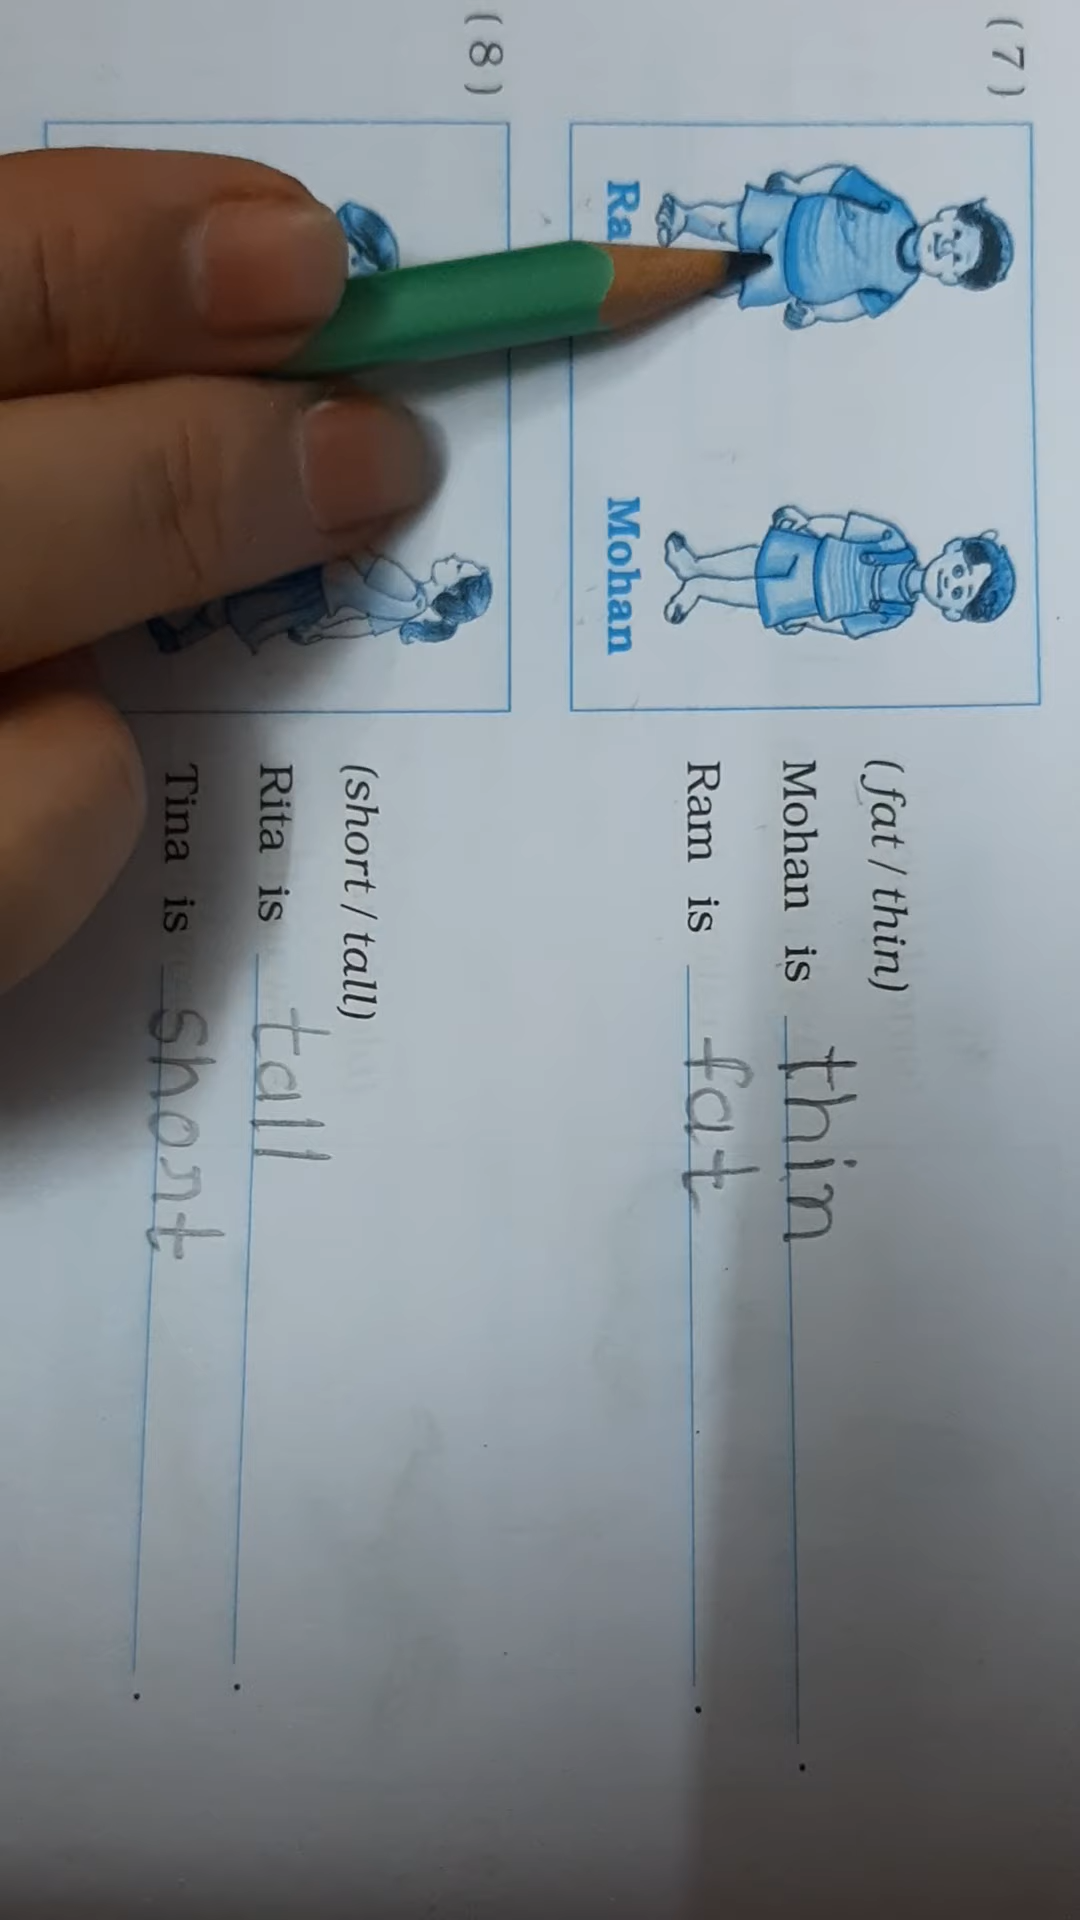 (7)
Mohan
(fat / thin)
Mohan is thin.
Ram is fat.
(8)
(short / tall)
Rita is tall.
Tina is short.